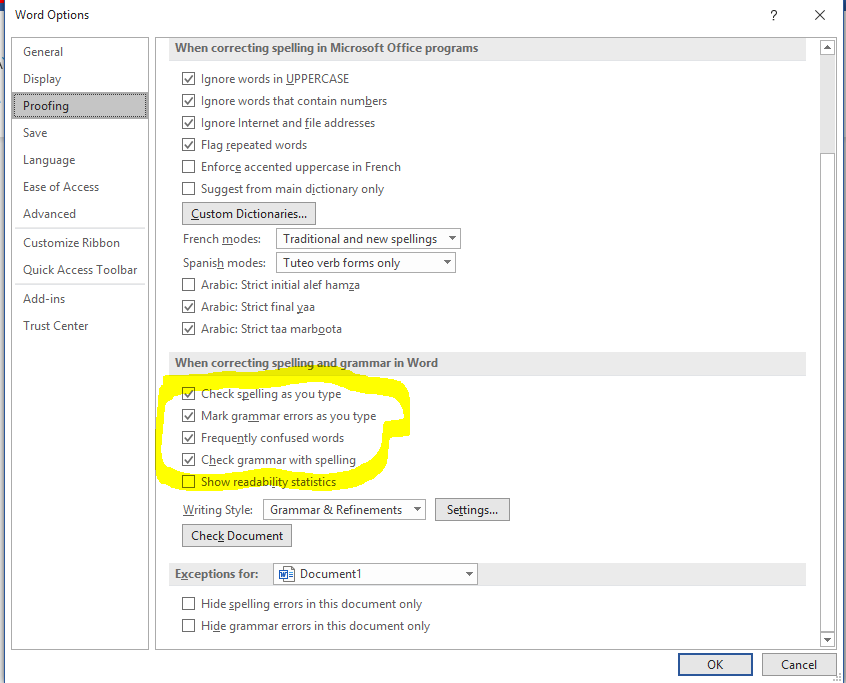 Word Options
?
General
Display
Proofing
Save
Language
Ease of Access
Advanced
Customize Ribbon
Quick Access Toolbar
Add-ins
Trust Center
When correcting spelling in Microsoft Office programs
Ignore words in UPPERCASE
Ignore words that contain numbers
Ignore Internet and file addresses
Flag repeated words
Enforce accented uppercase in French
Suggest from main dictionary only
Custom Dictionaries...
French modes: Traditional and new spellings
Spanish modes: Tuteo verb forms only
Arabic: Strict initial alef hamza
Arabic: Strict final yaa
Arabic: Strict taa marboota
When correcting spelling and grammar in Word
Check spelling as you type
Mark grammar errors as you type
Frequently confused words
Check grammar with spelling
Show readability statistics
Writing Style: Grammar & Refinements Settings...
Check Document
Exceptions for: Document1
Hide spelling errors in this document only
Hide grammar errors in this document only
OK Cancel